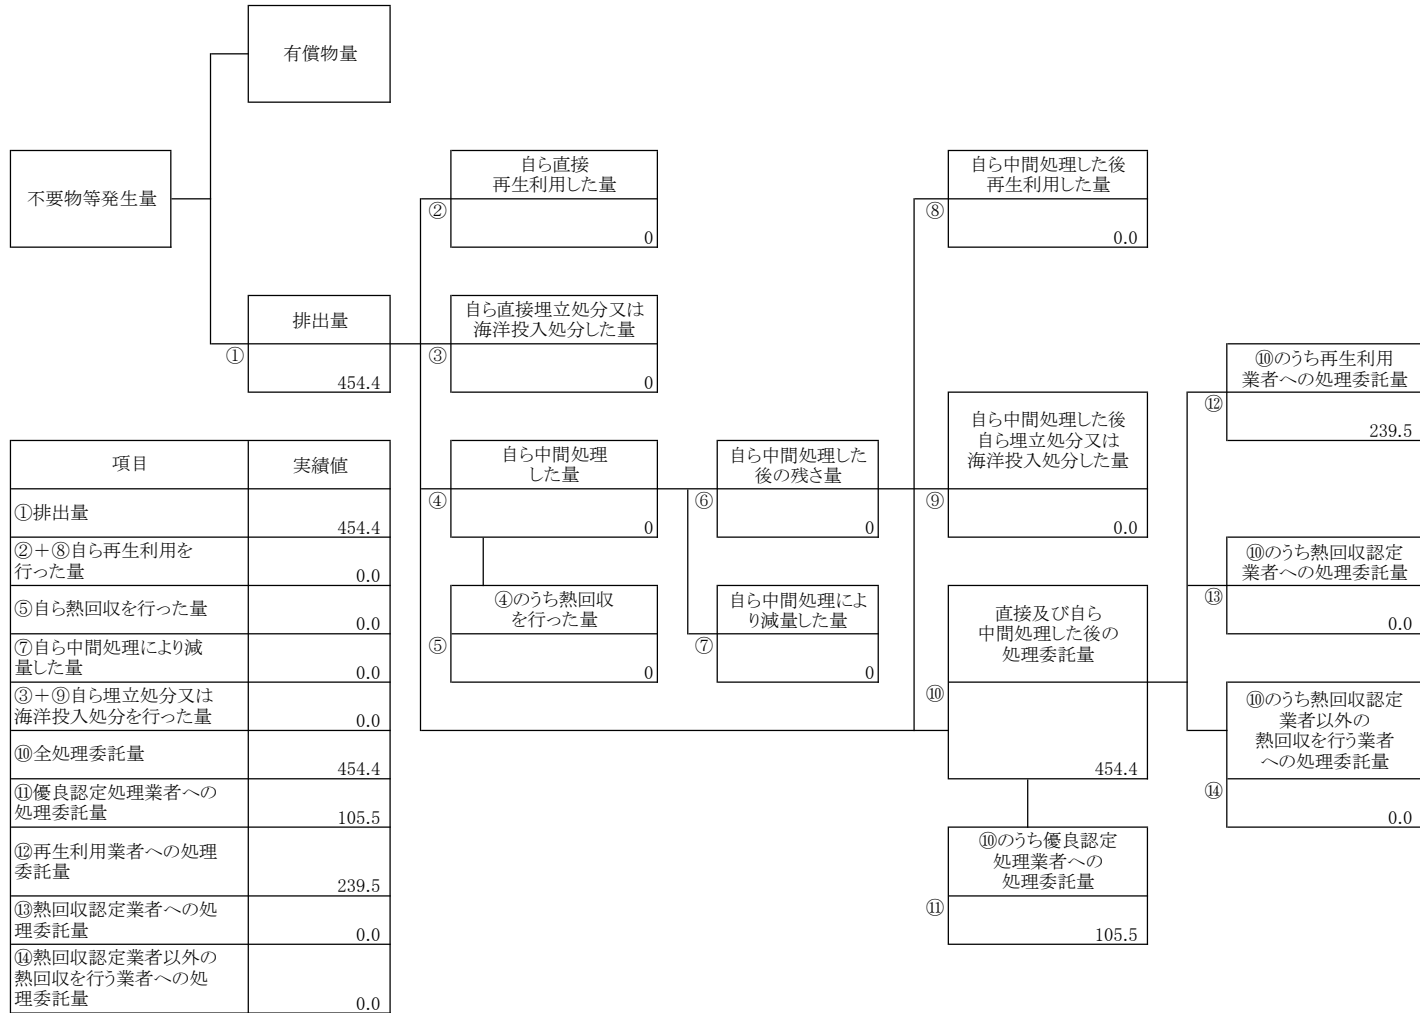 有償物量
不要物等発生量
自ら直接
再生利用した量
②
0
自ら中間処理した後
再生利用した量
⑧
0.0
排出量
①
454.4
自ら直接埋立処分又は
海洋投入処分した量
③
0
⑩のうち再生利用
業者への処理委託量
⑫
239.5
自ら中間処理
した量
④
0
自ら中間処理した
後の残さ量
⑥
0
自ら中間処理した後
自ら埋立処分又は
海洋投入処分した量
⑨
0.0
⑩のうち熱回収認定
業者への処理委託量
⑬
0.0
④のうち熱回収
を行った量
⑤
0
自ら中間処理によ
り減量した量
⑦
0
直接及び自ら
中間処理した後の
処理委託量
⑩
454.4
⑩のうち熱回収認定
業者以外の
熱回収を行う業者
への処理委託量
⑭
0.0
⑩のうち優良認定
処理業者への
処理委託量
⑪
105.5
項目 実績値
①排出量
454.4
②＋⑧自ら再生利用を
行った量 0.0
⑤自ら熱回収を行った量
0.0
⑦自ら中間処理により減
量した量 0.0
③＋⑨自ら埋立処分又は
海洋投入処分を行った量 0.0
⑩全処理委託量
454.4
⑪優良認定処理業者への
処理委託量 105.5
⑫再生利用業者への処理
委託量
239.5
⑬熱回収認定業者への処
理委託量 0.0
⑭熱回収認定業者以外の
熱回収を行う業者への処
理委託量 0.0